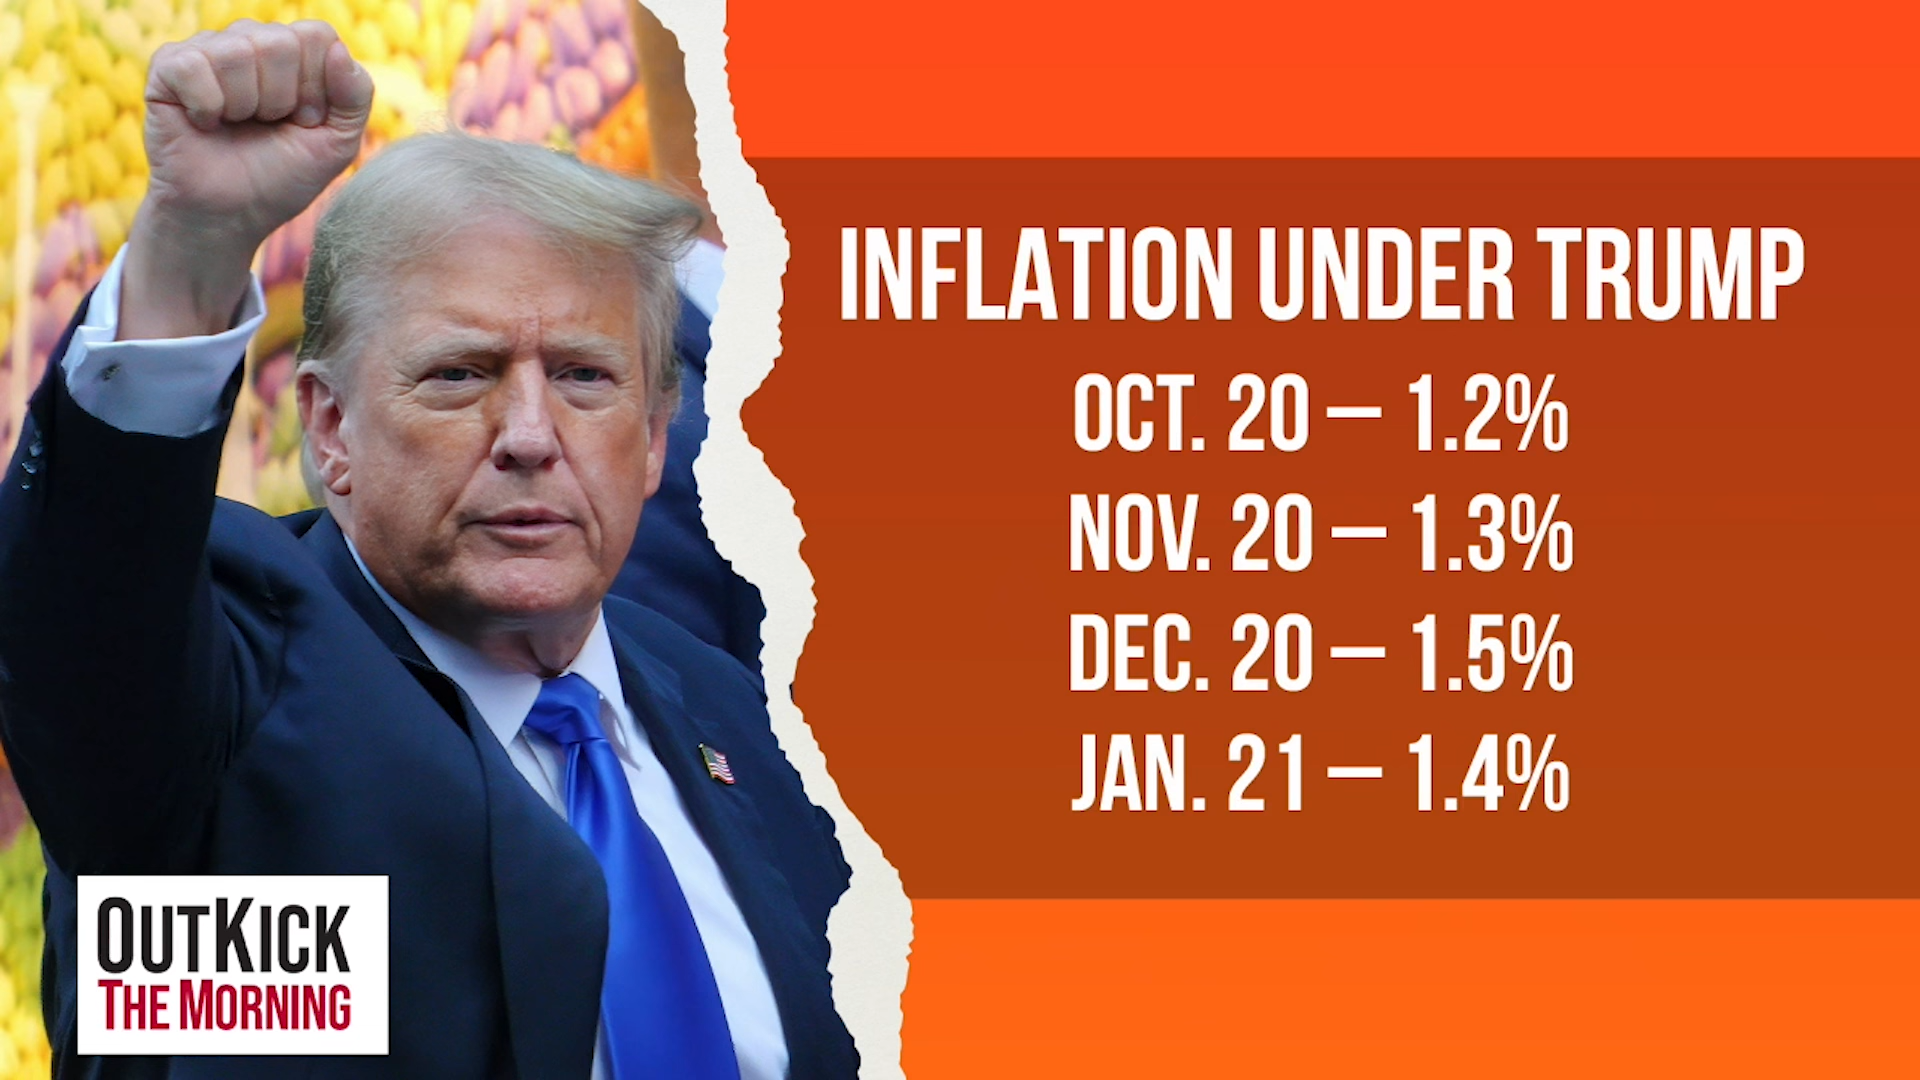 INFLATION UNDER TRUMP
OCT. 20 – 1.2%
NOV. 20 – 1.3%
DEC. 20 – 1.5%
JAN. 21 – 1.4%
OUTKICK
THE MORNING